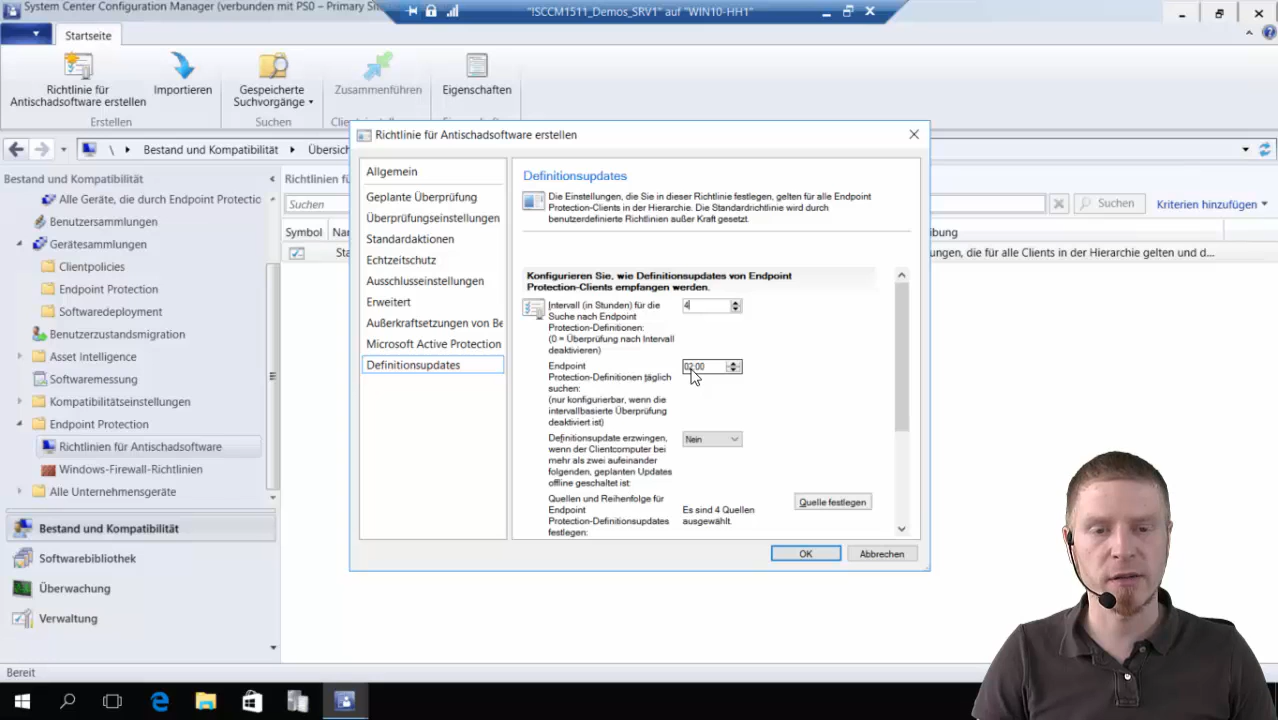 System Center Configuration Manager (verbunden mit PS0 – Primary Si
"ISCCM1511_Demos_SRV1" auf "WIN10-HH1"
Startseite
Richtlinie für
Antischadsoftware erstellen
Importieren
Gespeicherte
Suchvorgänge
Zusammenführen
Eigenschaften
Erstellen
Suchen
Eigenschaften
\
Bestand und Kompatibilität
Übersic
Bestand und Kompatibilität
Alle Geräte, die durch Endpoint Protectic
Benutzersammlungen
Gerätesammlungen
Clientpolicies
Endpoint Protection
Softwaredeployment
Benutzerzustandsmigration
Asset Intelligence
Softwaremessung
Kompatibilitätseinstellungen
Endpoint Protection
Richtlinien für Antischadsoftware
Windows-Firewall-Richtlinien
Alle Unternehmensgeräte
Bestand und Kompatibilität
Softwarebibliothek
Überwachung
Verwaltung
Bereit
Richtlinien f
Suchen
Suchen
Kriterien hinzufügen
Symbol
Nan
ibung
Sta
ungen, die für alle Clients in der Hierarchie gelten und d...
Richtlinie für Antischadsoftware erstellen
Allgemein
Geplante Überprüfung
Überprüfungseinstellungen
Standardaktionen
Echtzeitschutz
Ausschlusseinstellungen
Erweitert
Außerkraftsetzungen von Be
Microsoft Active Protection
Definitionsupdates
Definitionsupdates
Die Einstellungen, die Sie in dieser Richtlinie festlegen, gelten für alle Endpoint
Protection-Clients in der Hierarchie. Die Standardrichtlinie wird durch
benutzerdefinierte Richtlinien außer Kraft gesetzt.
Konfigurieren Sie, wie Definitionsupdates von Endpoint
Protection-Clients empfangen werden.
Intervall (in Stunden) für die
Suche nach Endpoint
Protection-Definitionen:
(0 = Überprüfung nach Intervall
deaktivieren)
4
Endpoint
Protection-Definitionen täglich
suchen:
(nur konfigurierbar, wenn die
intervallbasierte Überprüfung
deaktiviert ist)
02:00
Definitionsupdate erzwingen,
wenn der Clientcomputer bei
mehr als zwei aufeinander
folgenden, geplanten Updates
offline geschaltet ist:
Nein
Quellen und Reihenfolge für
Endpoint
Protection-Definitionsupdates
festlegen:
Es sind 4 Quellen
ausgewählt.
Quelle festlegen
OK
Abbrechen